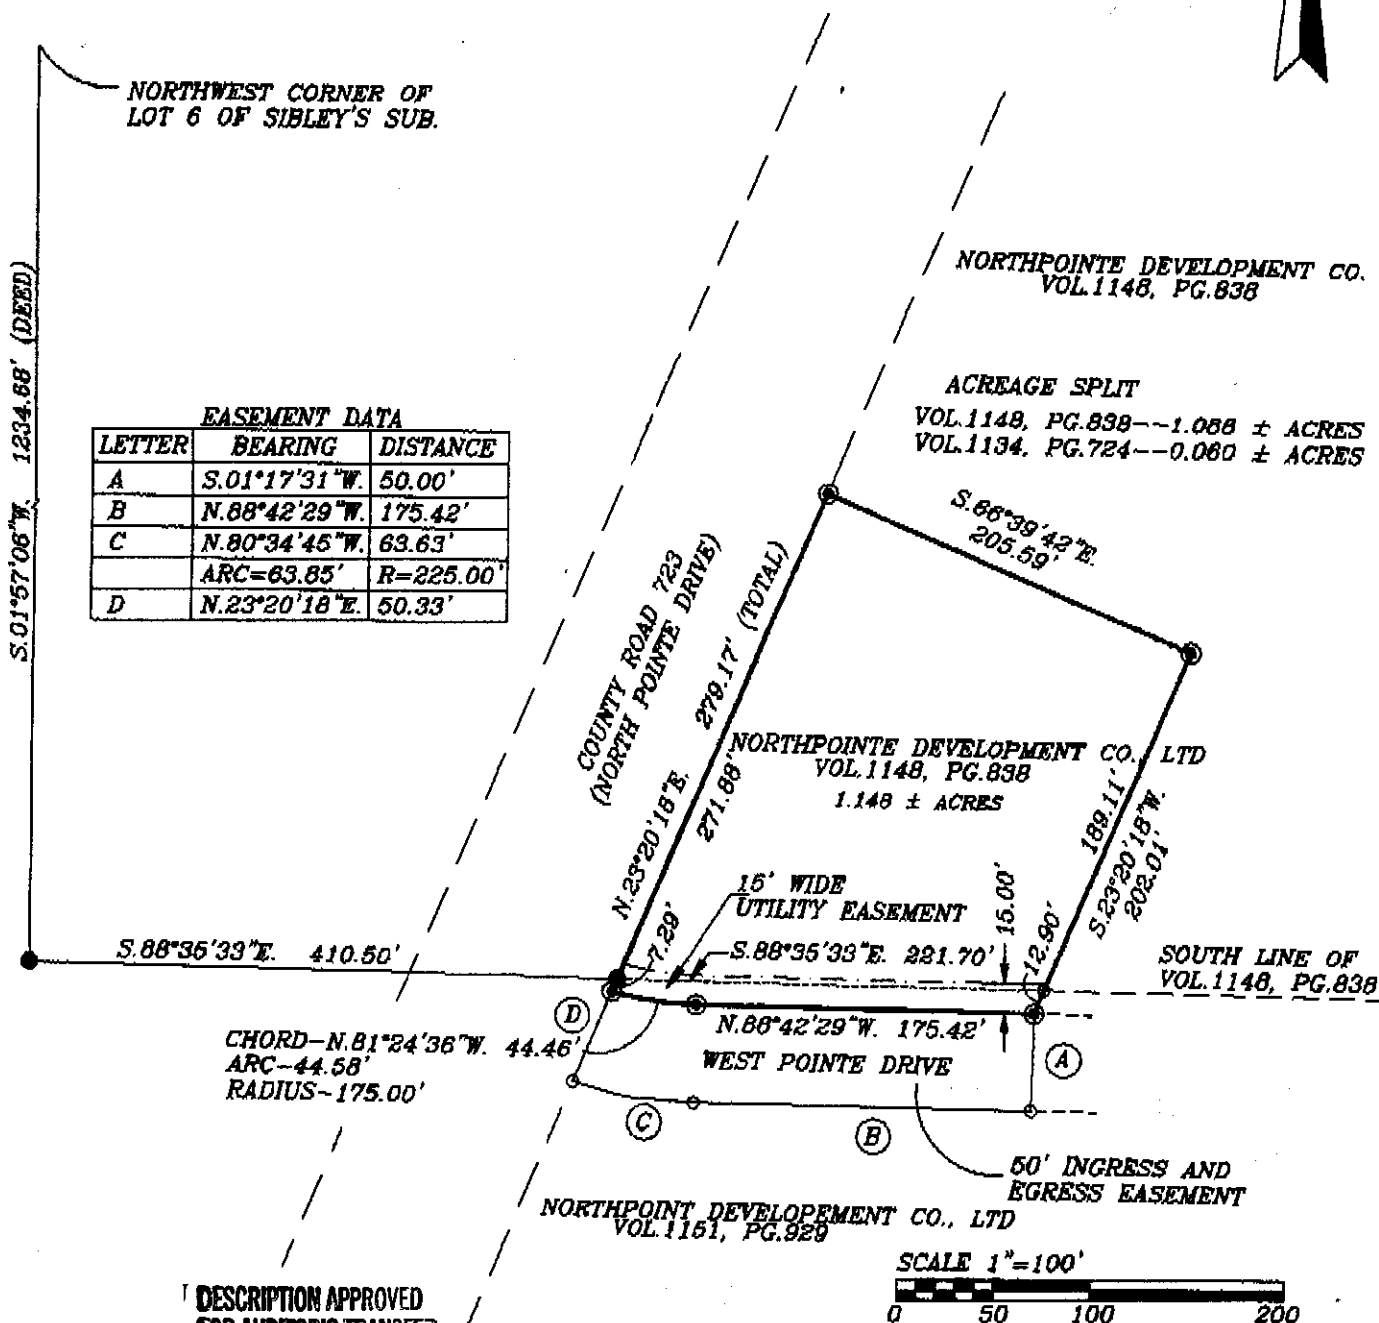 NORTHWEST CORNER OF
LOT 6 OF SIBLEY'S SUB.
S.01°57'06"W. 1234.68' (DEED)
NORTHPOINTE DEVELOPMENT CO.
VOL.1148, PG.838
ACREAGE SPLIT
VOL.1148, PG.838--1.088 ± ACRES
VOL.1134, PG.724--0.060 ± ACRES
EASEMENT DATA
LETTER BEARING DISTANCE
A S.01°17'31"W. 50.00'
B N.88°42'29"W. 175.42'
C N.80°34'45"W. 63.63'
ARC=63.85' R=225.00'
D N.23°20'18"E. 50.33'
S.66°39'42"E.
205.59'
COUNTY ROAD 723
(NORTH POINTE DRIVE)
279.17' (TOTAL)
N.23°20'18"E. 271.88'
NORTHPOINTE DEVELOPMENT CO., LTD
VOL.1148, PG.838
1.148 ± ACRES
189.11'
S.23°20'18"W.
202.01'
15' WIDE
UTILITY EASEMENT
15.00'
7.29'
12.90'
S.88°35'33"E. 410.50'
S.88°35'33"E. 221.70'
SOUTH LINE OF
VOL.1148, PG.838
D
N.88°42'29"W. 175.42'
CHORD-N.81°24'36"W. 44.46'
ARC-44.58'
RADIUS-175.00'
WEST POINTE DRIVE
A
C
B
50' INGRESS AND
EGRESS EASEMENT
NORTHPOINT DEVELOPEMENT CO., LTD
VOL.1151, PG.929
SCALE 1"=100'
0 50 100 200
DESCRIPTION APPROVED